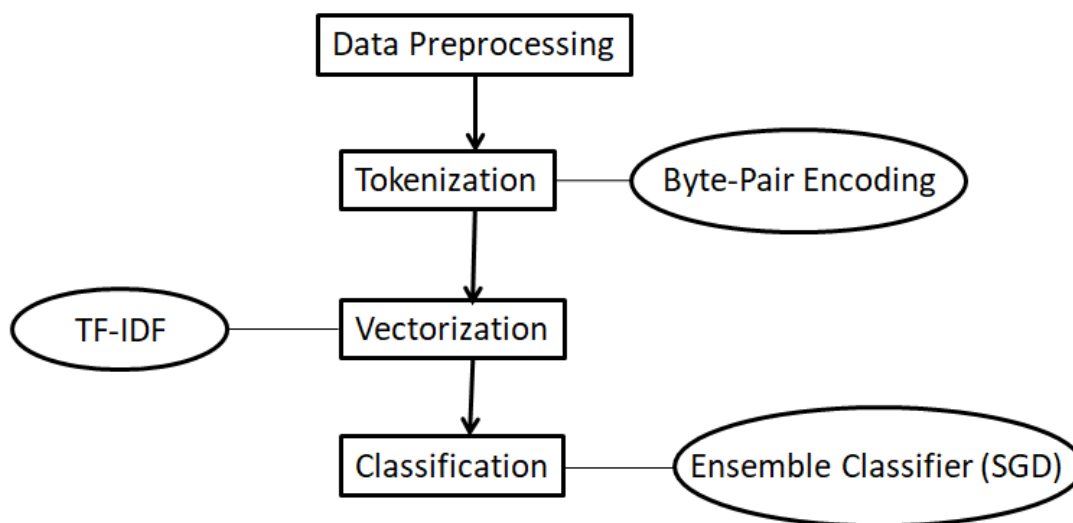 Data Preprocessing
Tokenization
Byte-Pair Encoding
TF-IDF
Vectorization
Classification
Ensemble Classifier (SGD)